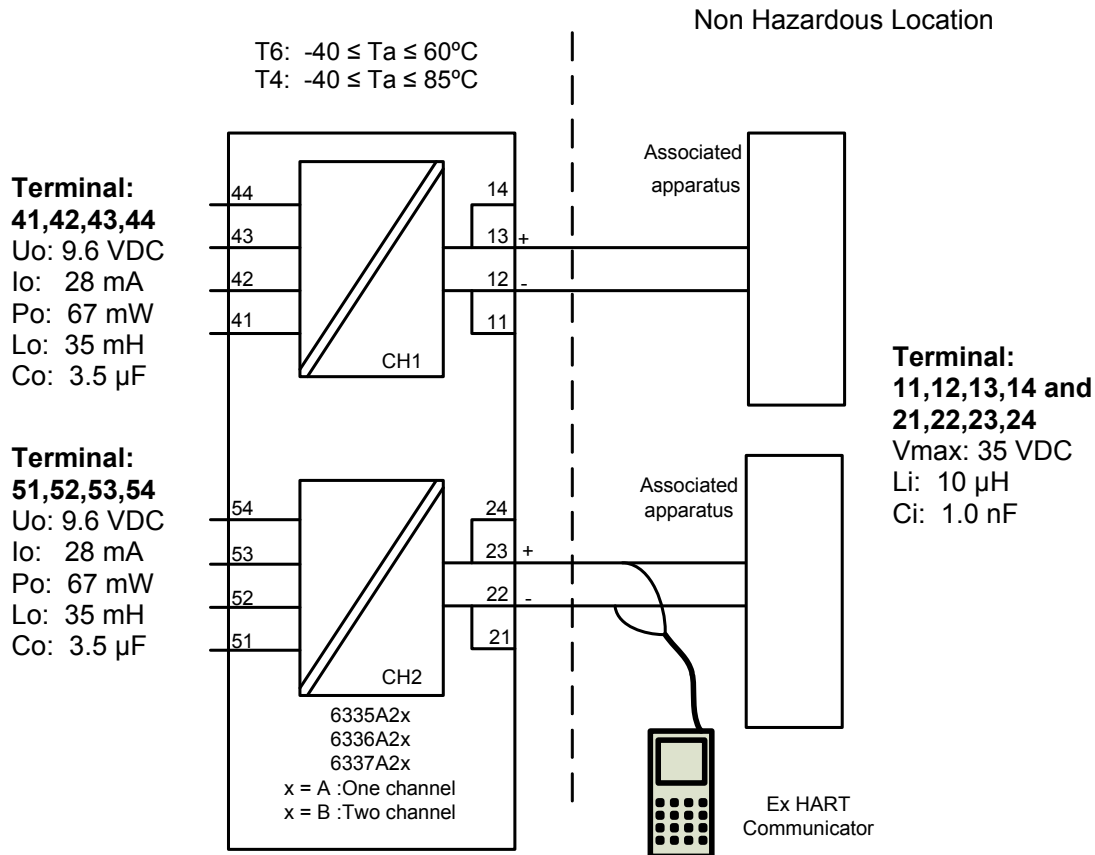 Non Hazardous Location
T6: -40 ≤ Ta ≤ 60ºC
T4: -40 ≤ Ta ≤ 85ºC
Terminal:
41,42,43,44
Uo: 9.6 VDC
Io: 28 mA
Po: 67 mW
Lo: 35 mH
Co: 3.5 µF
44
43
42
41
CH1
14
13 +
12 -
11
Associated
apparatus
Terminal:
11,12,13,14 and
21,22,23,24
Vmax: 35 VDC
Li: 10 µH
Ci: 1.0 nF
Terminal:
51,52,53,54
Uo: 9.6 VDC
Io: 28 mA
Po: 67 mW
Lo: 35 mH
Co: 3.5 µF
54
53
52
51
CH2
24
23 +
22 -
21
Associated
apparatus
6335A2x
6336A2x
6337A2x
x = A :One channel
x = B :Two channel
Ex HART
Communicator